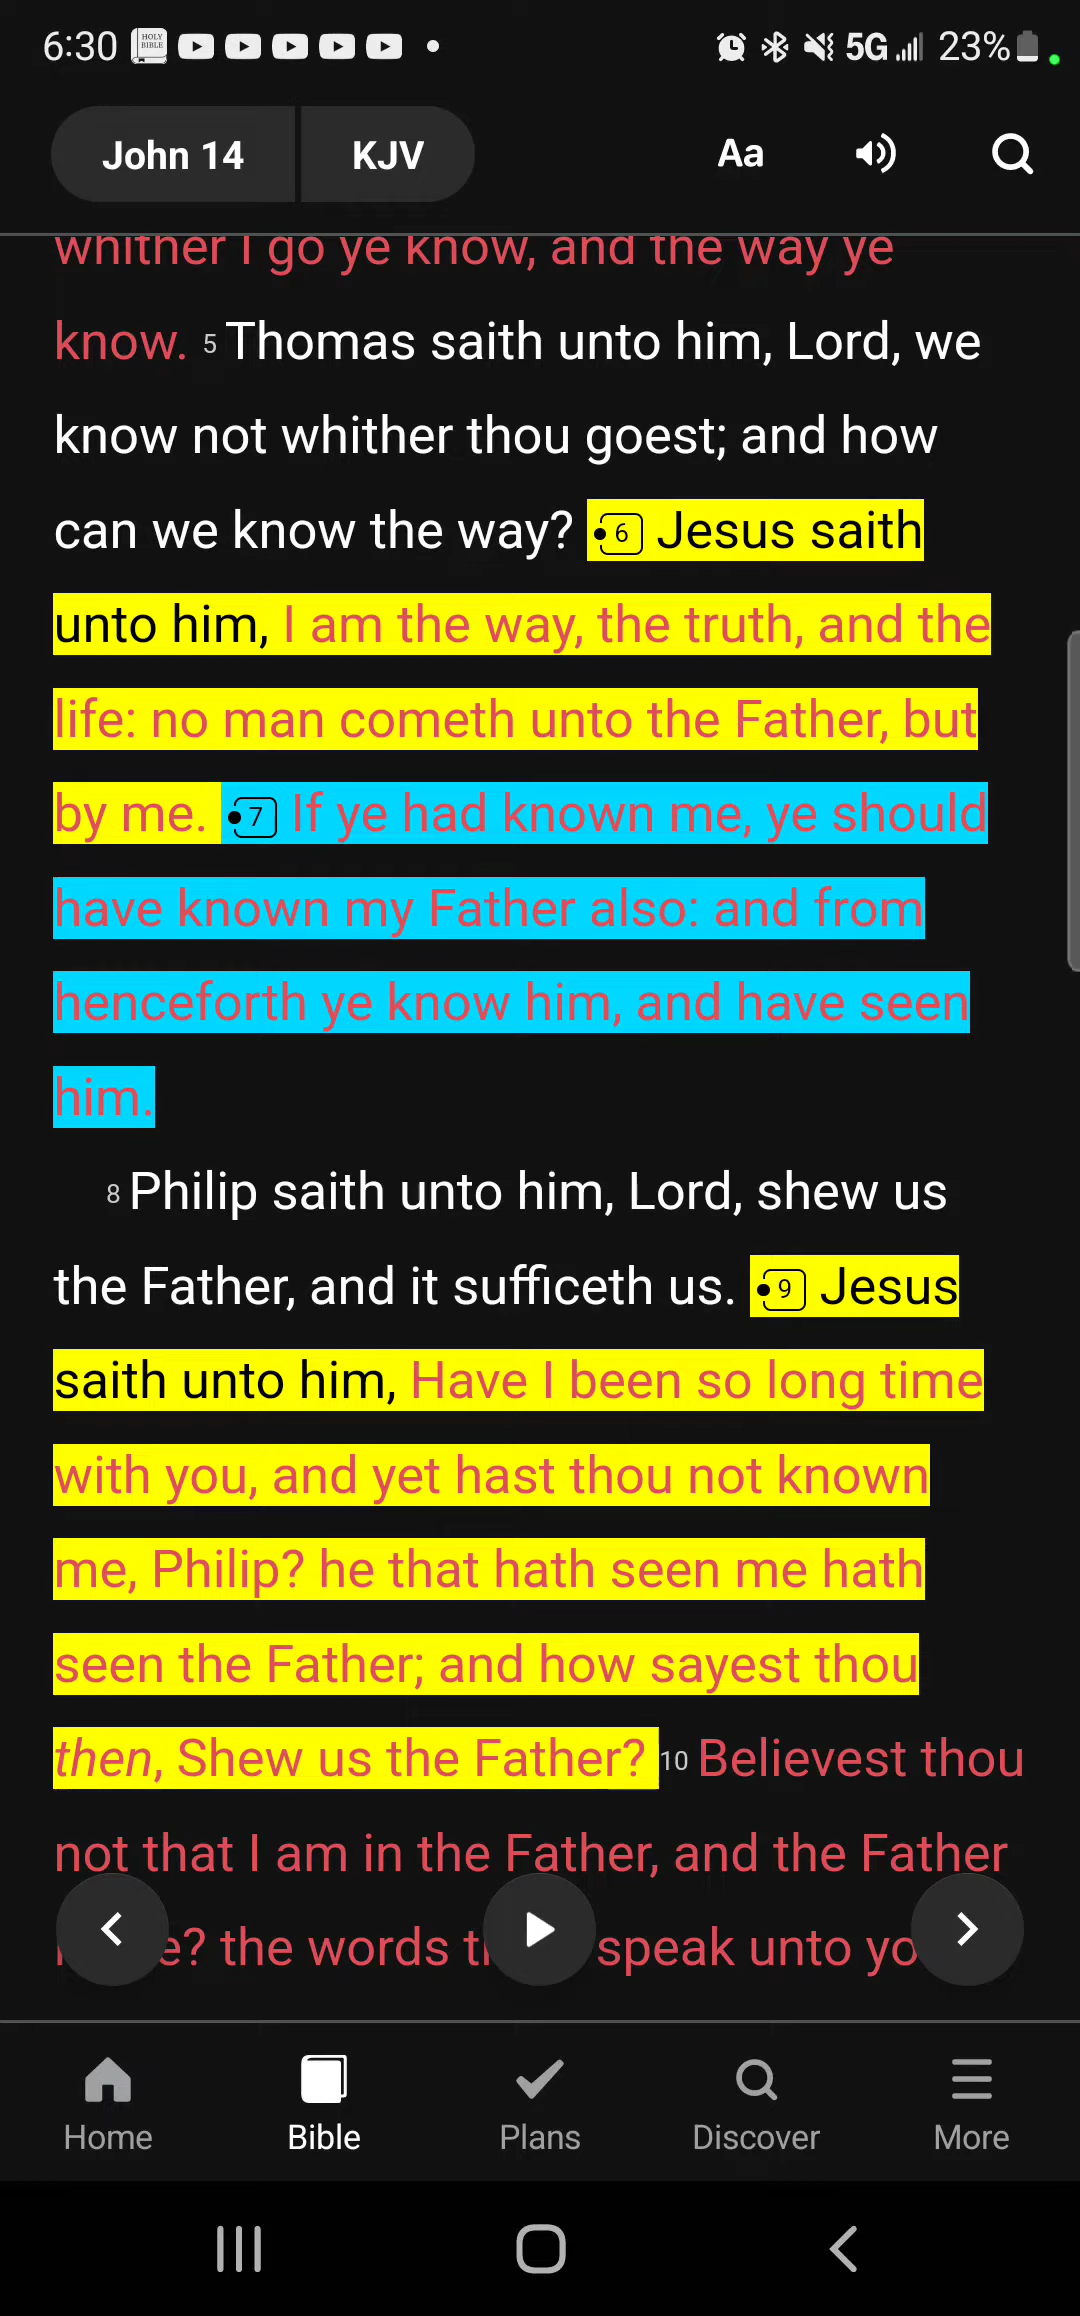 6:30 HOLY BIBLE 5G 23%
John 14 KJV Aa
whither I go ye know, and the way ye
know. 5 Thomas saith unto him, Lord, we
know not whither thou goest; and how
can we know the way? 6 Jesus saith
unto him, I am the way, the truth, and the
life: no man cometh unto the Father, but
by me. 7 If ye had known me, ye should
have known my Father also: and from
henceforth ye know him, and have seen
him.
8 Philip saith unto him, Lord, shew us
the Father, and it sufficeth us. 9 Jesus
saith unto him, Have I been so long time
with you, and yet hast thou not known
me, Philip? he that hath seen me hath
seen the Father; and how sayest thou
then, Shew us the Father? 10 Believest thou
not that I am in the Father, and the Father
the words speak unto
Home Bible Plans Discover More